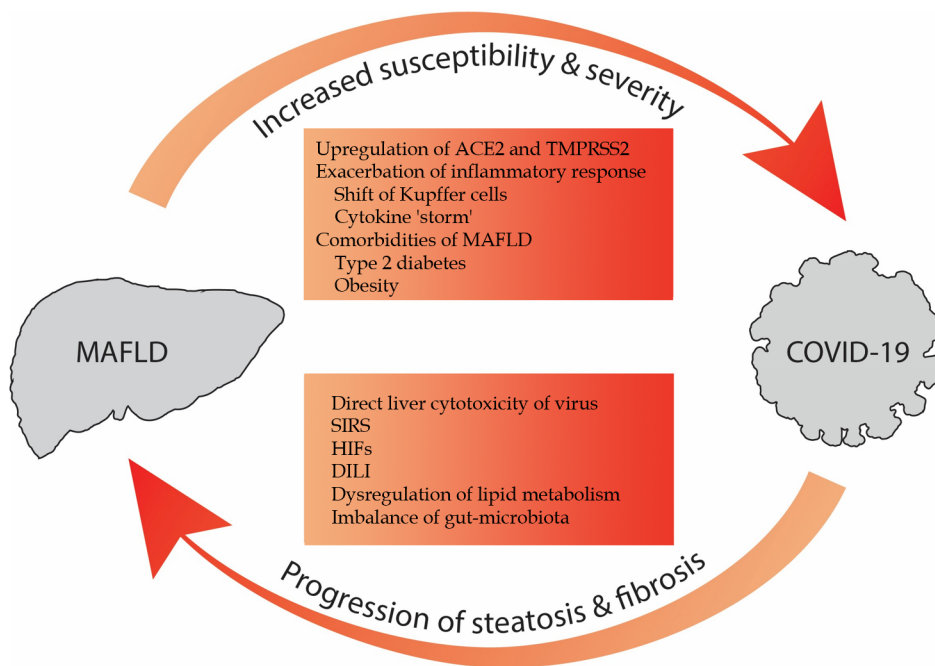 Increased susceptibility & severity
Upregulation of ACE2 and TMPRSS2
Exacerbation of inflammatory response
Shift of Kupffer cells
Cytokine 'storm'
Comorbidities of MAFLD
Type 2 diabetes
Obesity
MAFLD
COVID-19
Direct liver cytotoxicity of virus
SIRS
HIFs
DILI
Dysregulation of lipid metabolism
Imbalance of gut-microbiota
Progression of steatosis & fibrosis